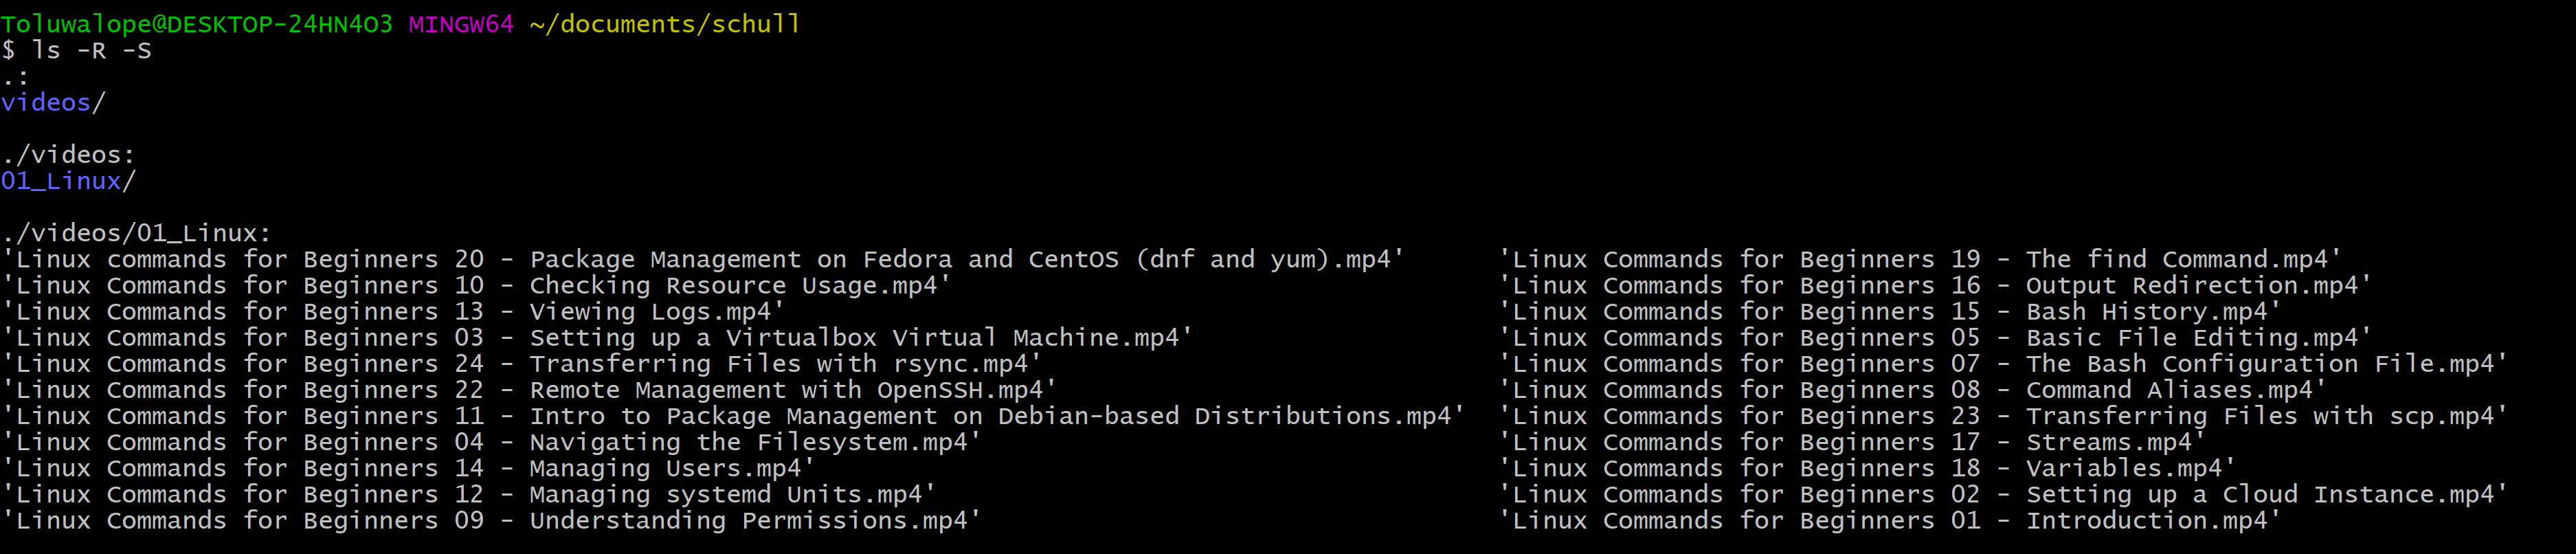 Toluwalope@DESKTOP-24HN4O3 MINGW64 ~/documents/schull
$ ls -R -S
.:
videos/
./videos:
01_Linux/
./videos/01_Linux:
'Linux commands for Beginners 20 - Package Management on Fedora and CentOS (dnf and yum).mp4' 'Linux Commands for Beginners 19 - The find Command.mp4'
'Linux Commands for Beginners 10 - Checking Resource Usage.mp4' 'Linux Commands for Beginners 16 - Output Redirection.mp4'
'Linux Commands for Beginners 13 - Viewing Logs.mp4' 'Linux Commands for Beginners 15 - Bash History.mp4'
'Linux Commands for Beginners 03 - Setting up a Virtualbox Virtual Machine.mp4' 'Linux Commands for Beginners 05 - Basic File Editing.mp4'
'Linux Commands for Beginners 24 - Transferring Files with rsync.mp4' 'Linux Commands for Beginners 07 - The Bash Configuration File.mp4'
'Linux Commands for Beginners 22 - Remote Management with OpenSSH.mp4' 'Linux Commands for Beginners 08 - Command Aliases.mp4'
'Linux Commands for Beginners 11 - Intro to Package Management on Debian-based Distributions.mp4' 'Linux Commands for Beginners 23 - Transferring Files with scp.mp4'
'Linux Commands for Beginners 04 - Navigating the Filesystem.mp4' 'Linux Commands for Beginners 17 - Streams.mp4'
'Linux Commands for Beginners 14 - Managing Users.mp4' 'Linux Commands for Beginners 18 - Variables.mp4'
'Linux Commands for Beginners 12 - Managing systemd Units.mp4' 'Linux Commands for Beginners 02 - Setting up a Cloud Instance.mp4'
'Linux Commands for Beginners 09 - Understanding Permissions.mp4' 'Linux Commands for Beginners 01 - Introduction.mp4'